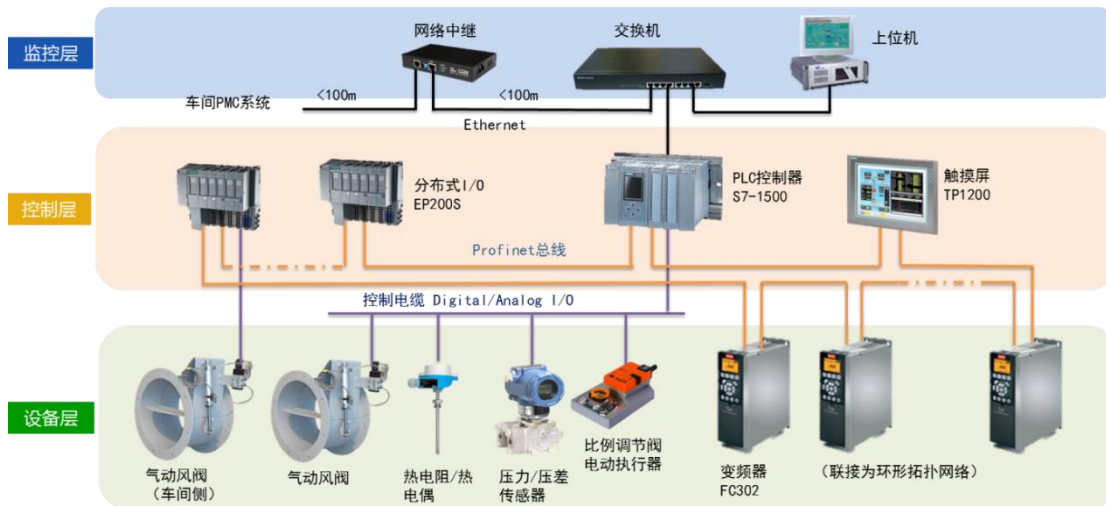 监控层
网络中继
交换机
上位机
车间PMC系统
<100m
<100m
Ethernet
控制层
分布式I/O
EP200S
PLC控制器
S7-1500
触摸屏
TP1200
Profinet总线
控制电缆 Digital/Analog I/O
设备层
气动风阀
(车间侧)
气动风阀
热电阻/热
电偶
压力/压差
传感器
比例调节阀
电动执行器
变频器
FC302
(联接为环形拓扑网络)